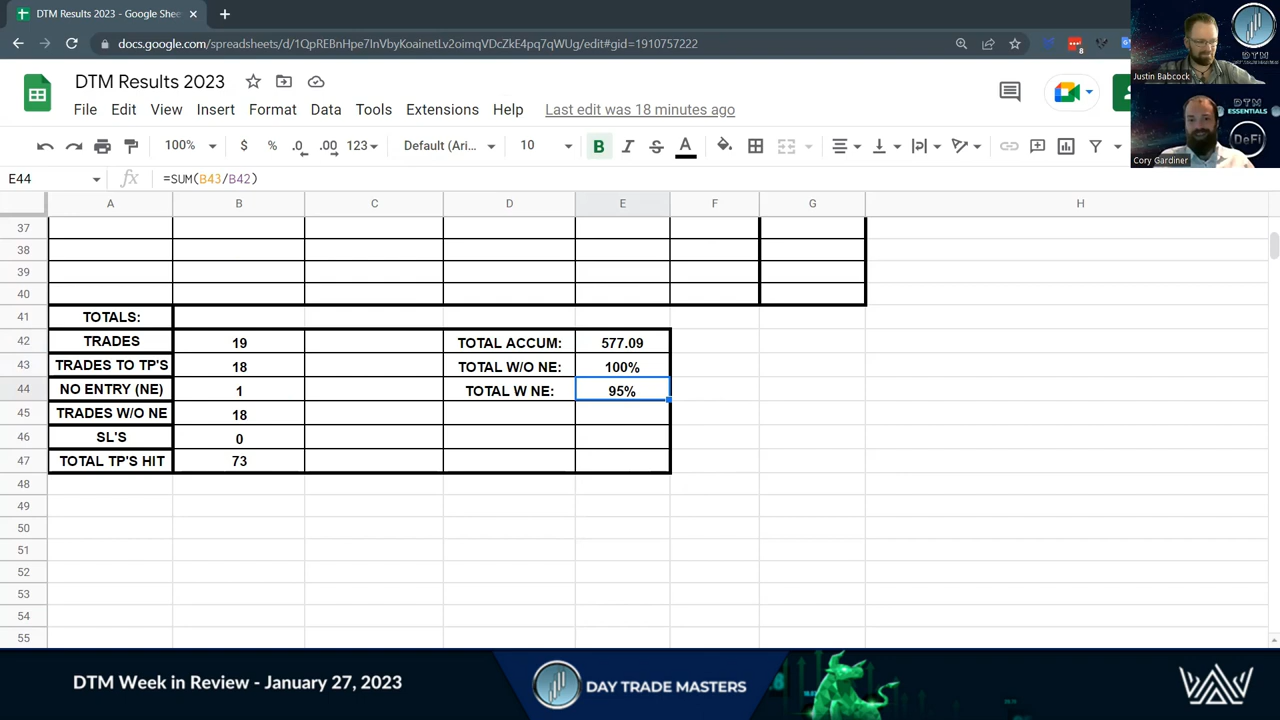 DTM Results 2023 - Google Shee
docs.google.com/spreadsheets/d/1QpREBnHpe7InVbyKoainetLv2oimqVDcZkE4pq7qWUg/edit#gid=1910757222
8
Justin Babcock
DTM
DTM Results 2023
File Edit View Insert Format Data Tools Extensions Help Last edit was 18 minutes ago
DTM
ESSENTIALS
DeFi
Cory Gardiner
100% $ % .0 .00 123 Default (Ari... 10 B I S A
E44 fx =SUM(B43/B42)
A B C D E F G H
37
38
39
40
41 TOTALS:
42 TRADES 19 TOTAL ACCUM: 577.09
43 TRADES TO TP'S 18 TOTAL W/O NE: 100%
44 NO ENTRY (NE) 1 TOTAL W NE: 95%
45 TRADES W/O NE 18
46 SL'S 0
47 TOTAL TP'S HIT 73
48
49
50
51
52
53
54
55
DTM Week in Review - January 27, 2023
DAY TRADE MASTERS